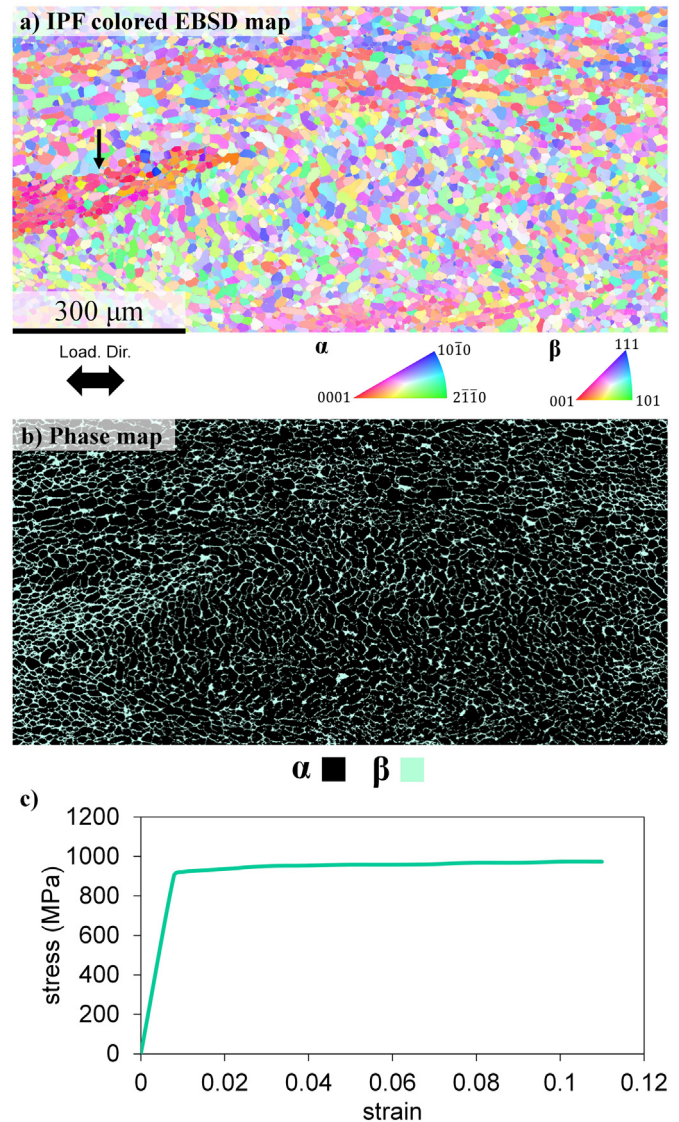 a) IPF colored EBSD map
300 μm
Load. Dir.
α
0001
101̅0
21̅1̅0
β
001
111
101
b) Phase map
α β
c)
stress (MPa)
1200
1000
800
600
400
200
0
0 0.02 0.04 0.06 0.08 0.1 0.12
strain